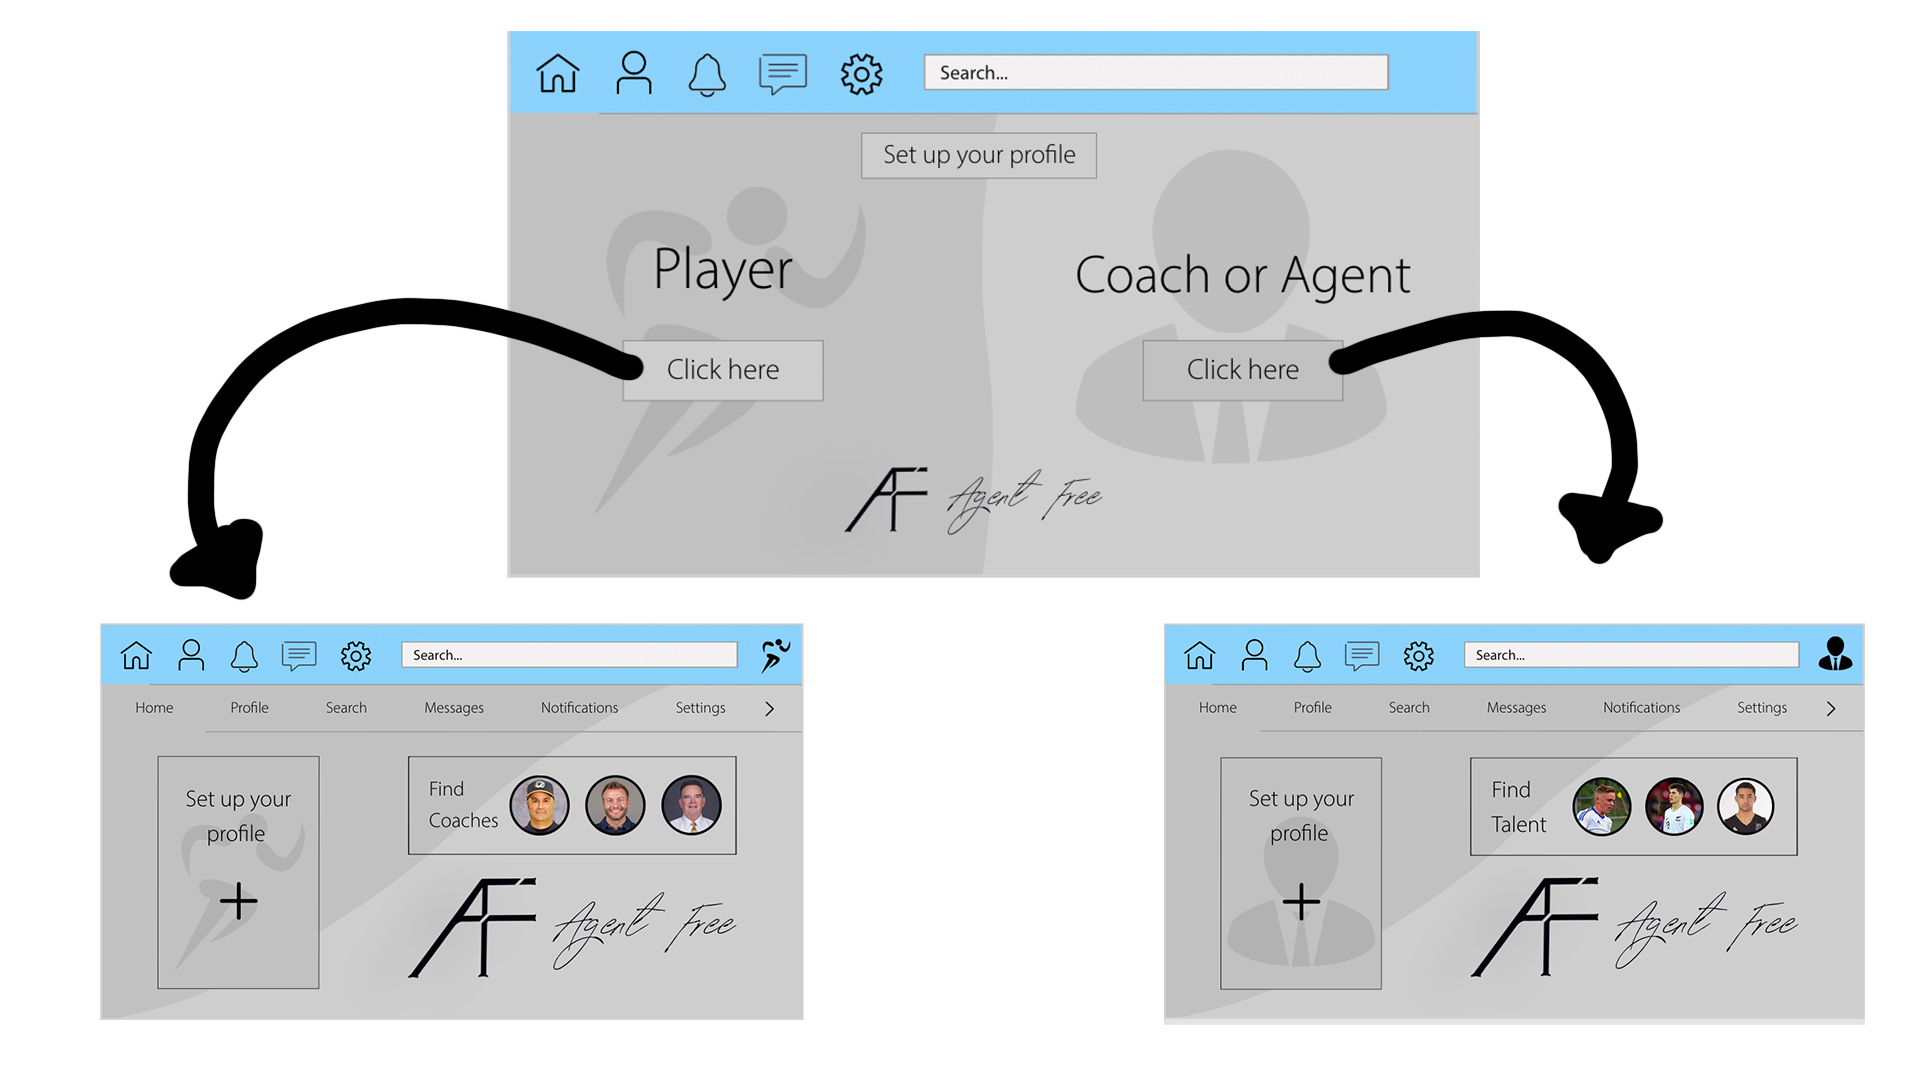 Search...
Set up your profile
Player
Coach or Agent
Click here
Click here
AF Agent Free
Search...
Home Profile Search Messages Notifications Settings
Set up your
profile
Find
Coaches
AF Agent Free
Search...
Home Profile Search Messages Notifications Settings
Set up your
profile
Find
Talent
AF Agent Free